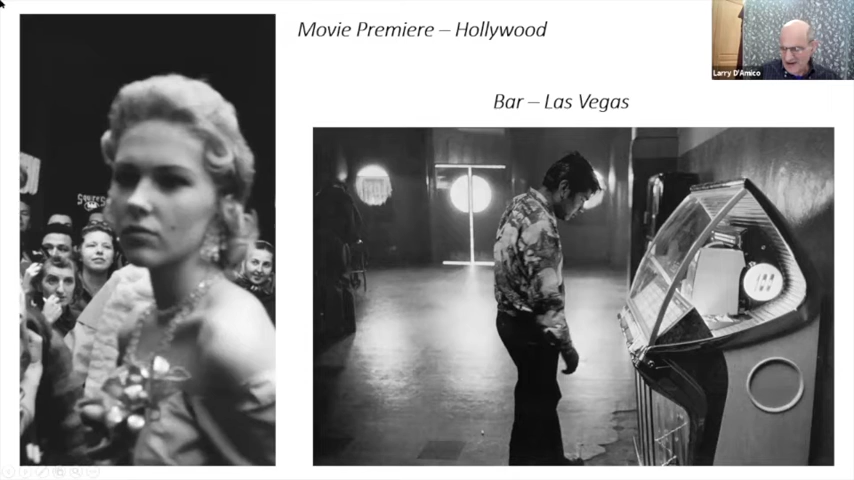 Movie Premiere – Hollywood
Larry D'Amico
Bar – Las Vegas